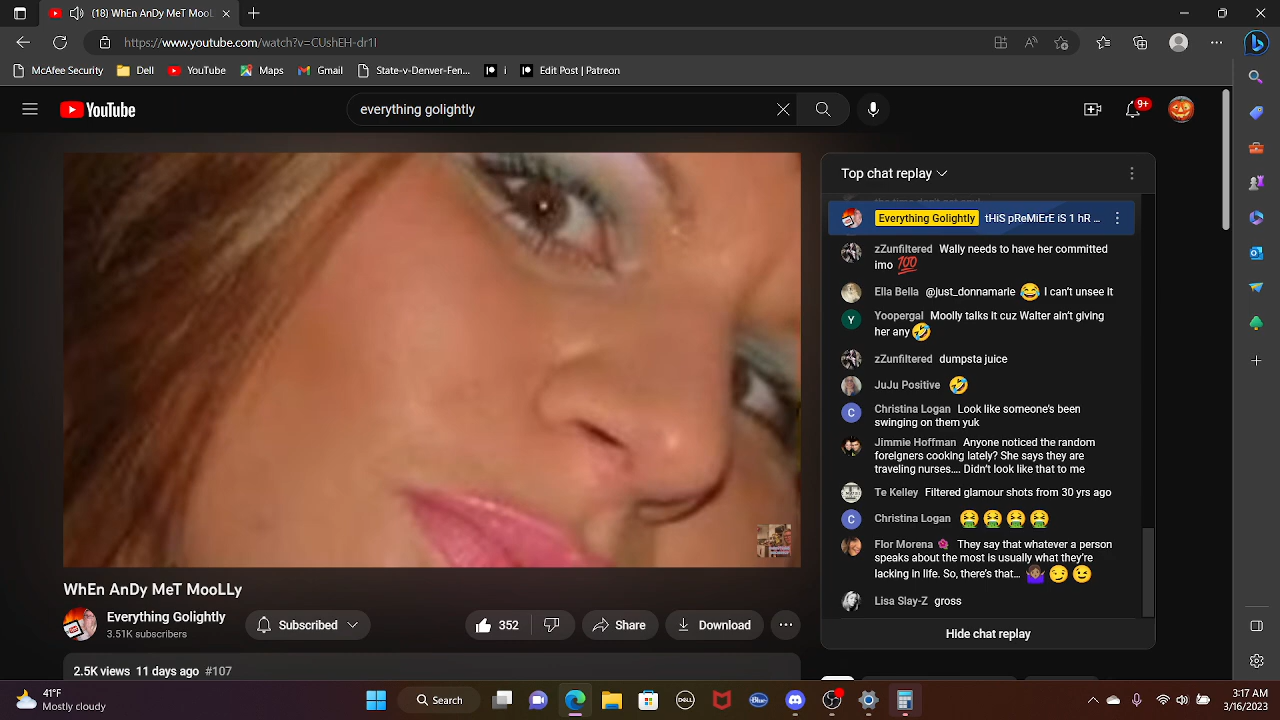 (18) WhEn AnDy MeT MooL
https://www.youtube.com/watch?v=CUshEH-dr1I
McAfee Security Dell YouTube Maps Gmail State-v-Denver-Fen... i Edit Post | Patreon
YouTube
everything golightly
9+
Top chat replay
Everything Golightly tHiS pReMiErE iS 1 hR ...
zZunfiltered Wally needs to have her committed
imo 💯
Ella Bella @just_donnamarie 😂 I can't unsee it
Y
Yoopergal Moolly talks it cuz Walter ain't giving
her any 🤣
zZunfiltered dumpsta juice
JuJu Positive 🤣
C
Christina Logan Look like someone's been
swinging on them yuk
Jimmie Hoffman Anyone noticed the random
foreigners cooking lately? She says they are
traveling nurses.... Didn't look like that to me
Te Kelley Filtered glamour shots from 30 yrs ago
C
Christina Logan 🤮 🤮 🤮 🤮
Flor Morena 🌺 They say that whatever a person
speaks about the most is usually what they're
lacking in life. So, there's that... 🤷🏽‍♀️ 😏 😉
Lisa Slay-Z gross
Hide chat replay
WhEn AnDy MeT MooLLy
Everything Golightly
3.51K subscribers
Subscribed
352
Share
Download
2.5K views 11 days ago #107
41°F
Mostly cloudy
Search
DELL
Blue
3:17 AM
3/16/2023